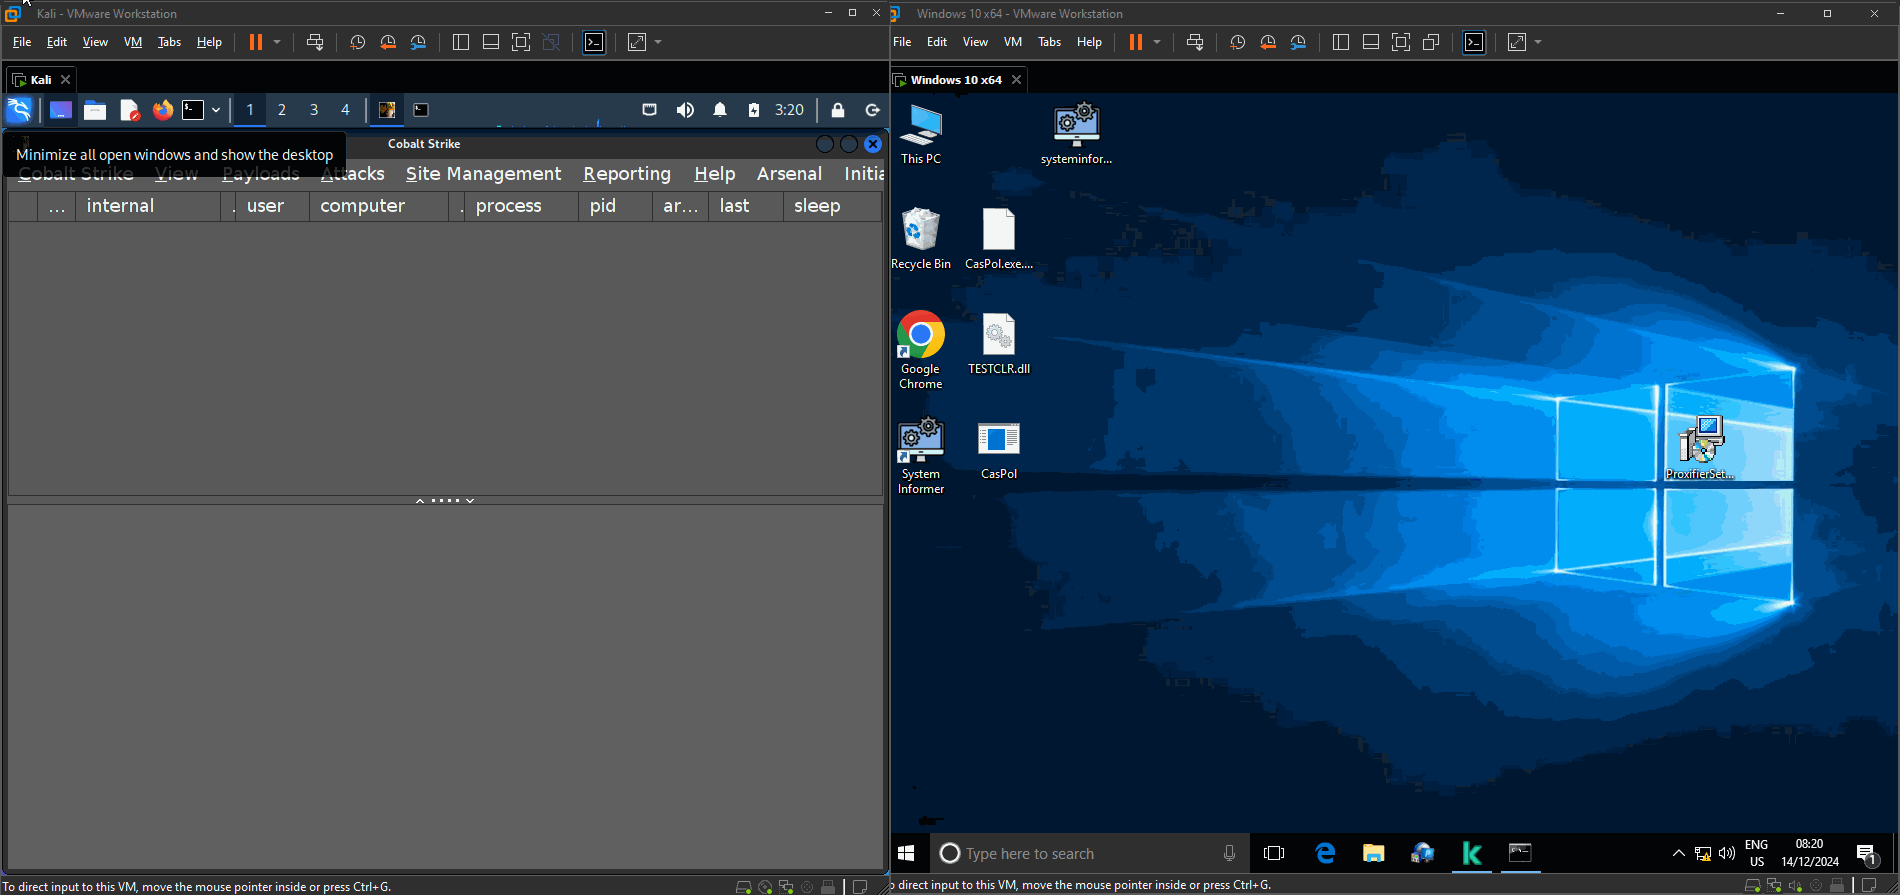 Kali - VMware Workstation
File Edit View VM Tabs Help
Kali
1 2 3 4 3:20
Cobalt Strike
Minimize all open windows and show the desktop
Cobalt Strike View Payloads Attacks Site Management Reporting Help Arsenal Initia
... internal . user computer . process pid ar... last sleep
To direct input to this VM, move the mouse pointer inside or press Ctrl+G.
Windows 10 x64 - VMware Workstation
File Edit View VM Tabs Help
Windows 10 x64
This PC
systeminfor...
Recycle Bin
CasPol.exe....
Google
Chrome
TESTCLR.dll
System
Informer
CasPol
ProxifierSet...
Type here to search
ENG
US
08:20
14/12/2024
1
o direct input to this VM, move the mouse pointer inside or press Ctrl+G.